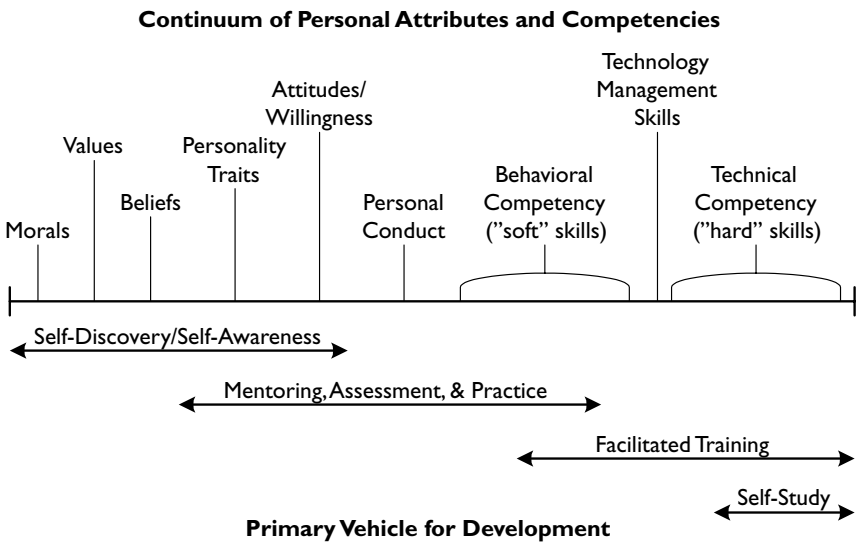 Continuum of Personal Attributes and Competencies
Technology
Management
Skills
Attitudes/
Willingness
Values
Personality
Traits
Behavioral
Competency
(”soft” skills)
Technical
Competency
(”hard” skills)
Beliefs
Personal
Conduct
Morals
Self-Discovery/Self-Awareness
Mentoring, Assessment, & Practice
Facilitated Training
Self-Study
Primary Vehicle for Development